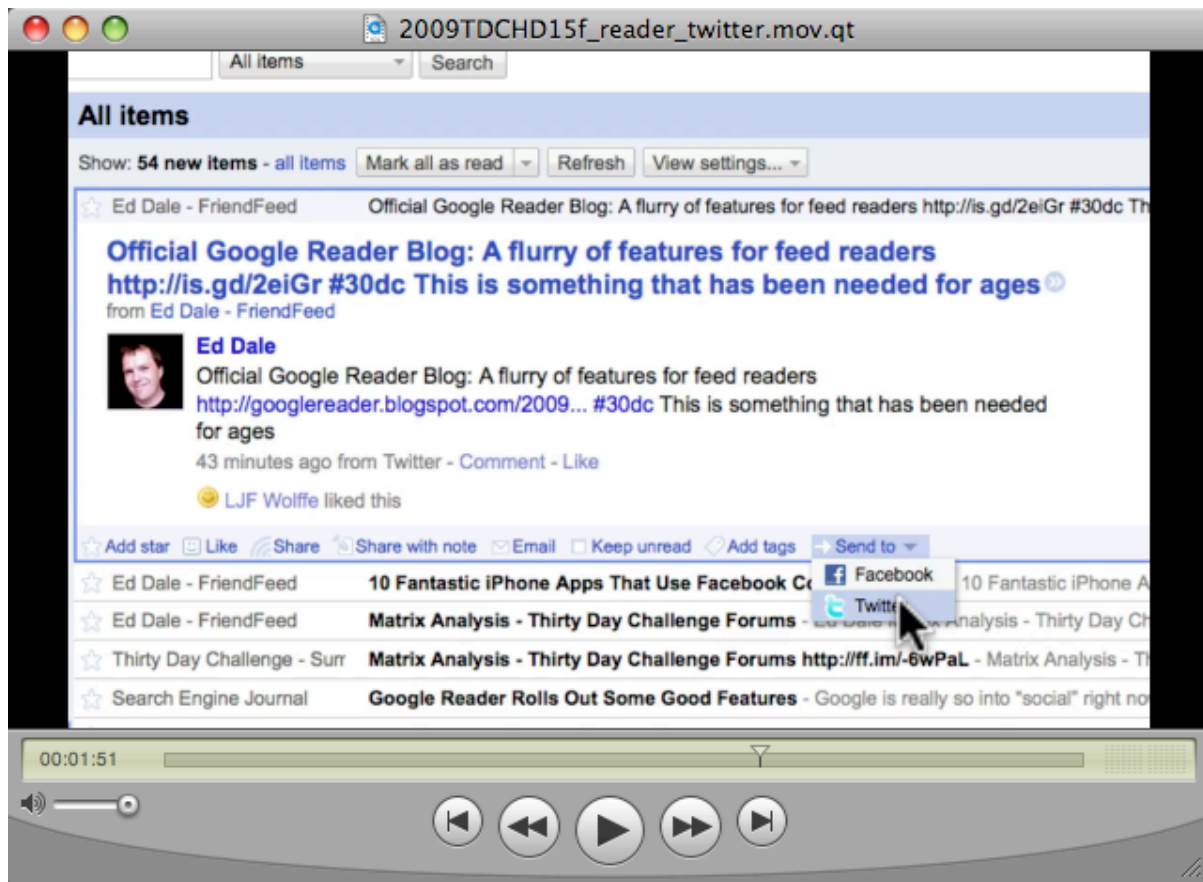 2009TDCHD15f_reader_twitter.mov.qt
All items Search
All items
Show: 54 new items - all items Mark all as read Refresh View settings...
Ed Dale - FriendFeed Official Google Reader Blog: A flurry of features for feed readers http://is.gd/2eiGr #30dc Th
Official Google Reader Blog: A flurry of features for feed readers
http://is.gd/2eiGr #30dc This is something that has been needed for ages
from Ed Dale - FriendFeed
Ed Dale
Official Google Reader Blog: A flurry of features for feed readers
http://googlereader.blogspot.com/2009... #30dc This is something that has been needed
for ages
43 minutes ago from Twitter - Comment - Like
LJF Wolffe liked this
Add star Like Share Share with note Email Keep unread Add tags Send to
Facebook
Twitter
Ed Dale - FriendFeed 10 Fantastic iPhone Apps That Use Facebook Co 10 Fantastic iPhone A
Ed Dale - FriendFeed Matrix Analysis - Thirty Day Challenge Forums - Ed Dale Matrix Analysis - Thirty Day Ch
Thirty Day Challenge - Sum Matrix Analysis - Thirty Day Challenge Forums http://ff.im/-6wPaL - Matrix Analysis - Th
Search Engine Journal Google Reader Rolls Out Some Good Features - Google is really so into "social" right no
00:01:51